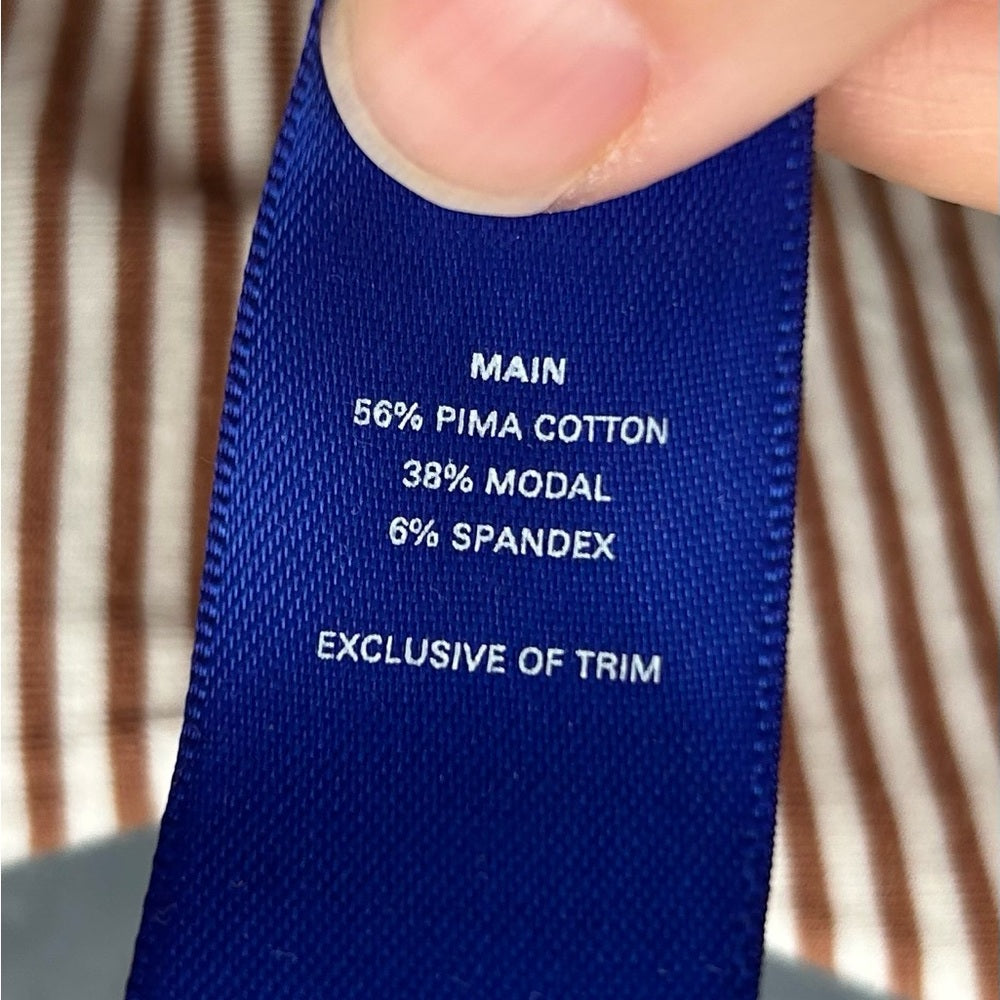 MAIN
56% PIMA COTTON
38% MODAL
6% SPANDEX
EXCLUSIVE OF TRIM